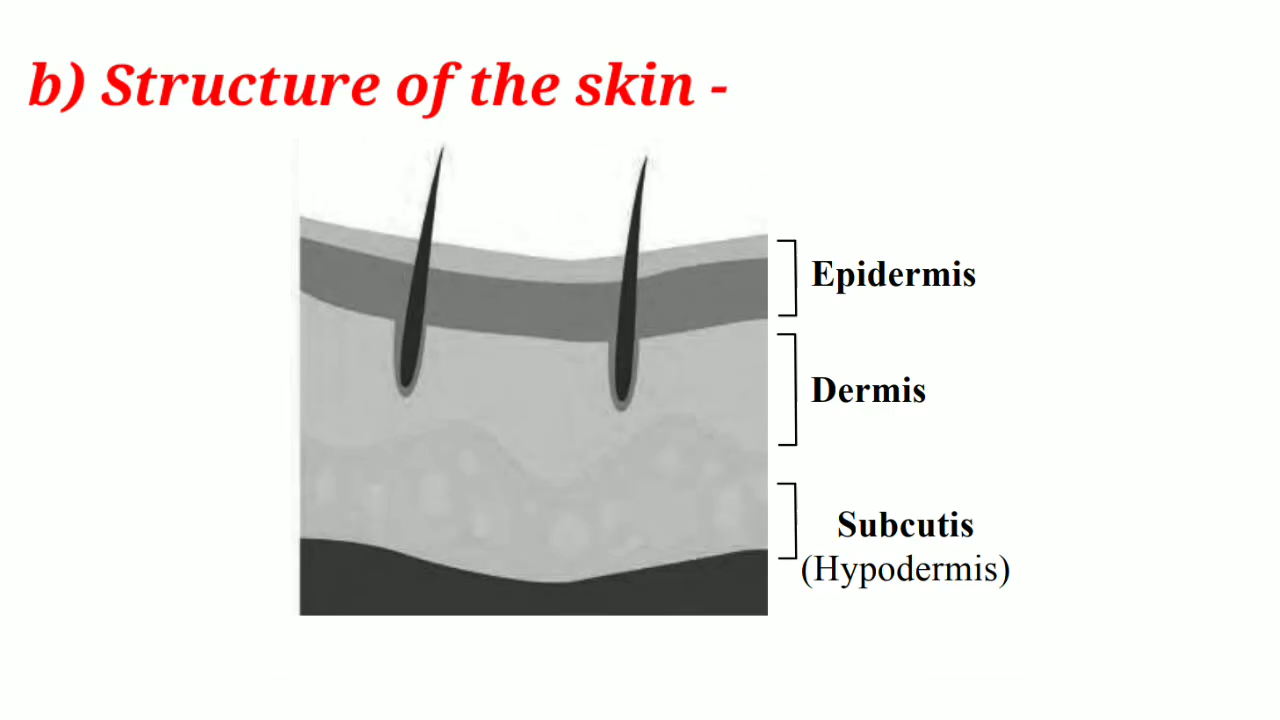 b) Structure of the skin -
Epidermis
Dermis
Subcutis
(Hypodermis)